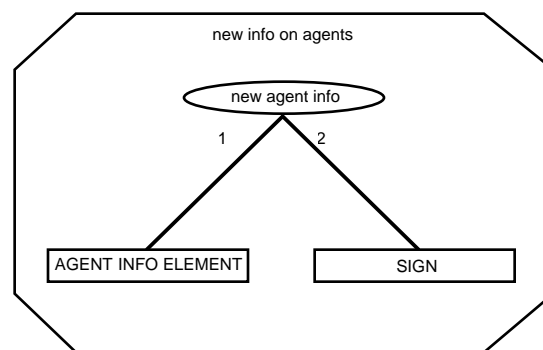 new info on agents
new agent info
1 2
AGENT INFO ELEMENT SIGN